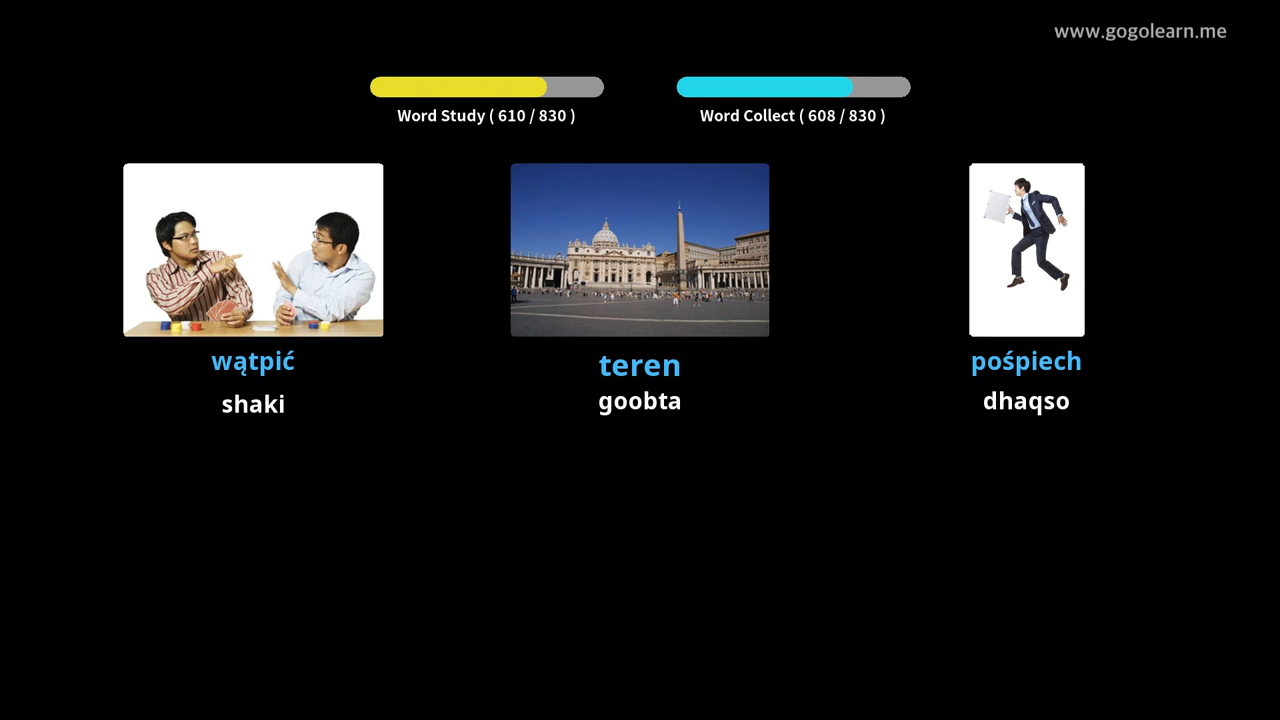 www.gogolearn.me
Word Study ( 610 / 830 )
Word Collect ( 608 / 830 )
wątpić
shaki
teren
goobta
pośpiech
dhaqso